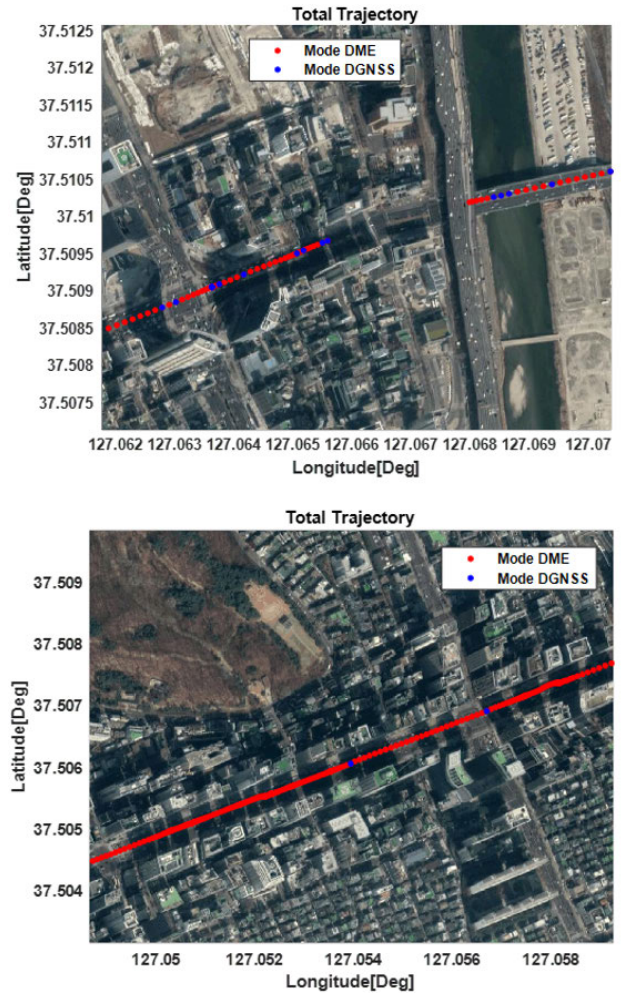 Total Trajectory
37.5125
37.512
37.5115
37.511
37.5105
37.51
37.5095
37.509
37.5085
37.508
37.5075
Latitude[Deg]
Mode DME
Mode DGNSS
127.062 127.063 127.064 127.065 127.066 127.067 127.068 127.069 127.07
Longitude[Deg]
Total Trajectory
37.509
37.508
37.507
37.506
37.505
37.504
Latitude[Deg]
Mode DME
Mode DGNSS
127.05 127.052 127.054 127.056 127.058
Longitude[Deg]